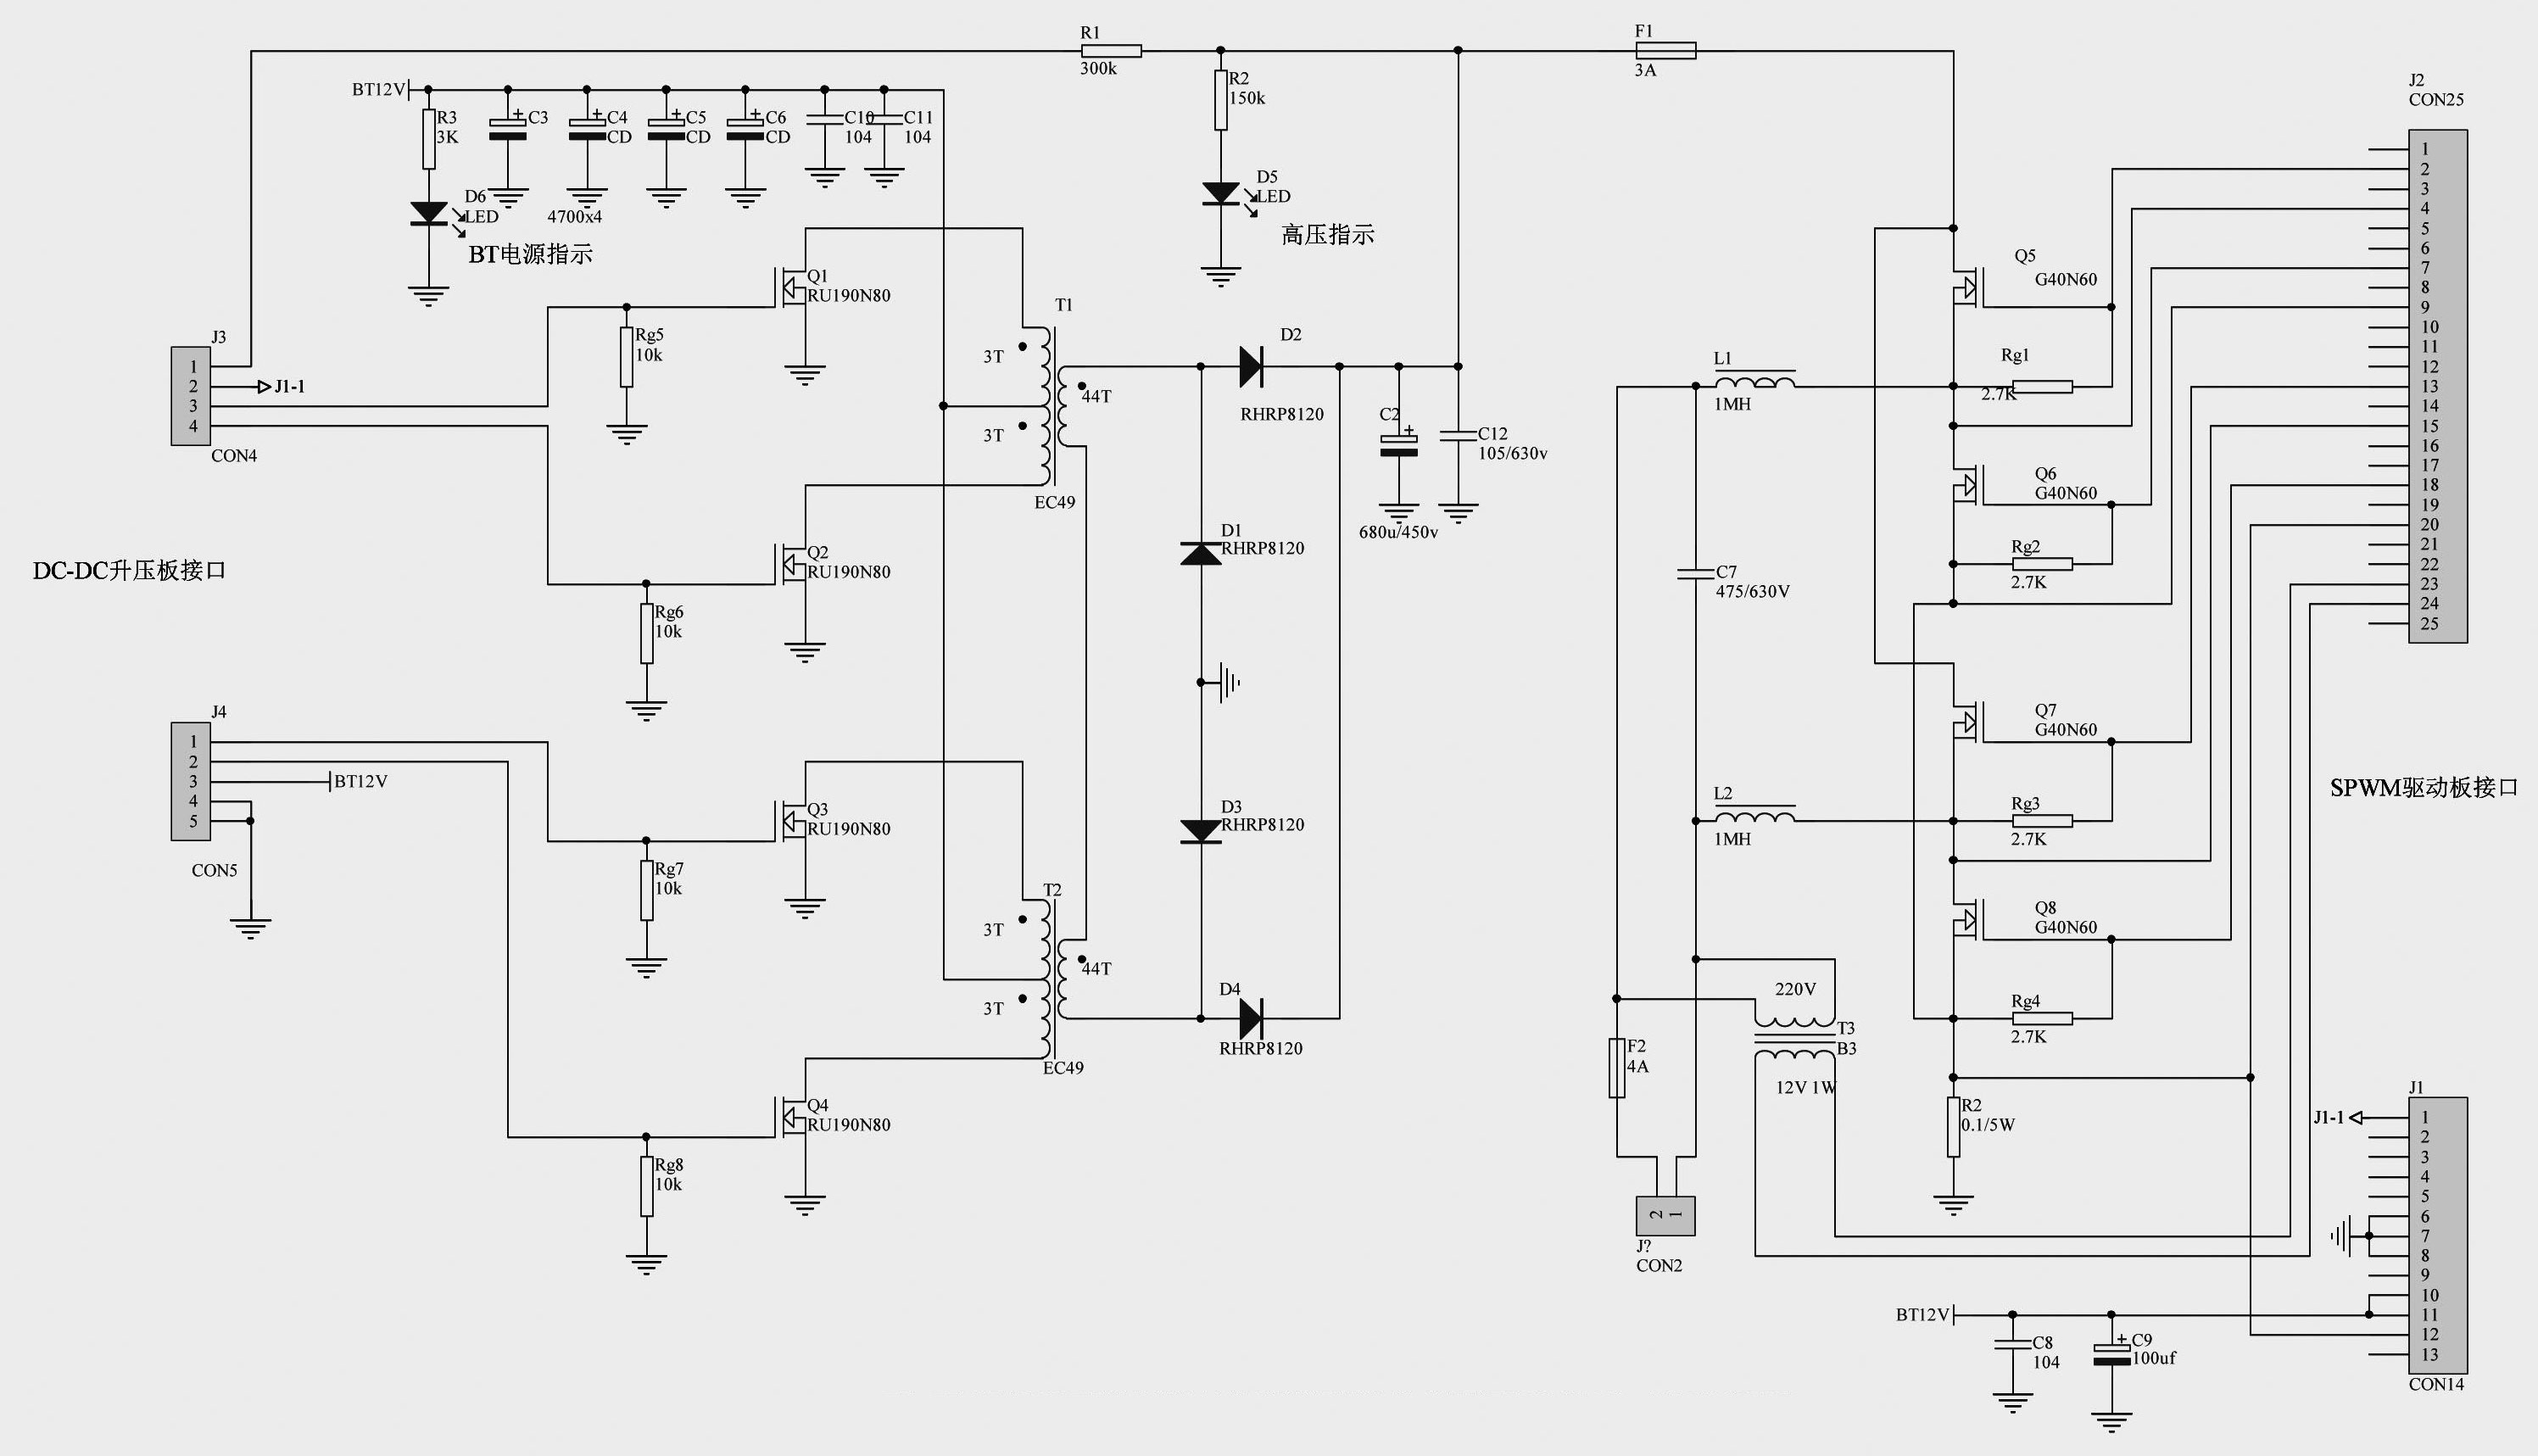 R1
300k
F1
3A
J2
CON25
BT12V
R3
3K
C3
C4
CD
C5
CD
C6
CD
C10
104
C11
104
R2
150k
D6
LED
4700x4
BT电源指示
D5
LED
高压指示
Q1
RU190N80
Rg5
10k
J3
1
2
3
4
J1-1
CON4
T1
3T
3T
44T
EC49
D2
RHRP8120
C2
680u/450v
C12
105/630v
D1
RHRP8120
Q2
RU190N80
Rg6
10k
DC-DC升压板接口
J4
1
2
3
4
5
BT12V
CON5
Q3
RU190N80
Rg7
10k
D3
RHRP8120
T2
3T
3T
44T
EC49
D4
RHRP8120
Q4
RU190N80
Rg8
10k
L1
1MH
C7
475/630V
L2
1MH
220V
T3
B3
12V 1W
F2
4A
2
1
J?
CON2
Q5
G40N60
Rg1
2.7K
Q6
G40N60
Rg2
2.7K
Q7
G40N60
Rg3
2.7K
Q8
G40N60
Rg4
2.7K
R2
0.1/5W
1
2
3
4
5
6
7
8
9
10
11
12
13
14
15
16
17
18
19
20
21
22
23
24
25
SPWM驱动板接口
J1
J1-1
1
2
3
4
5
6
7
8
9
10
11
12
13
CON14
BT12V
C8
104
C9
100uf